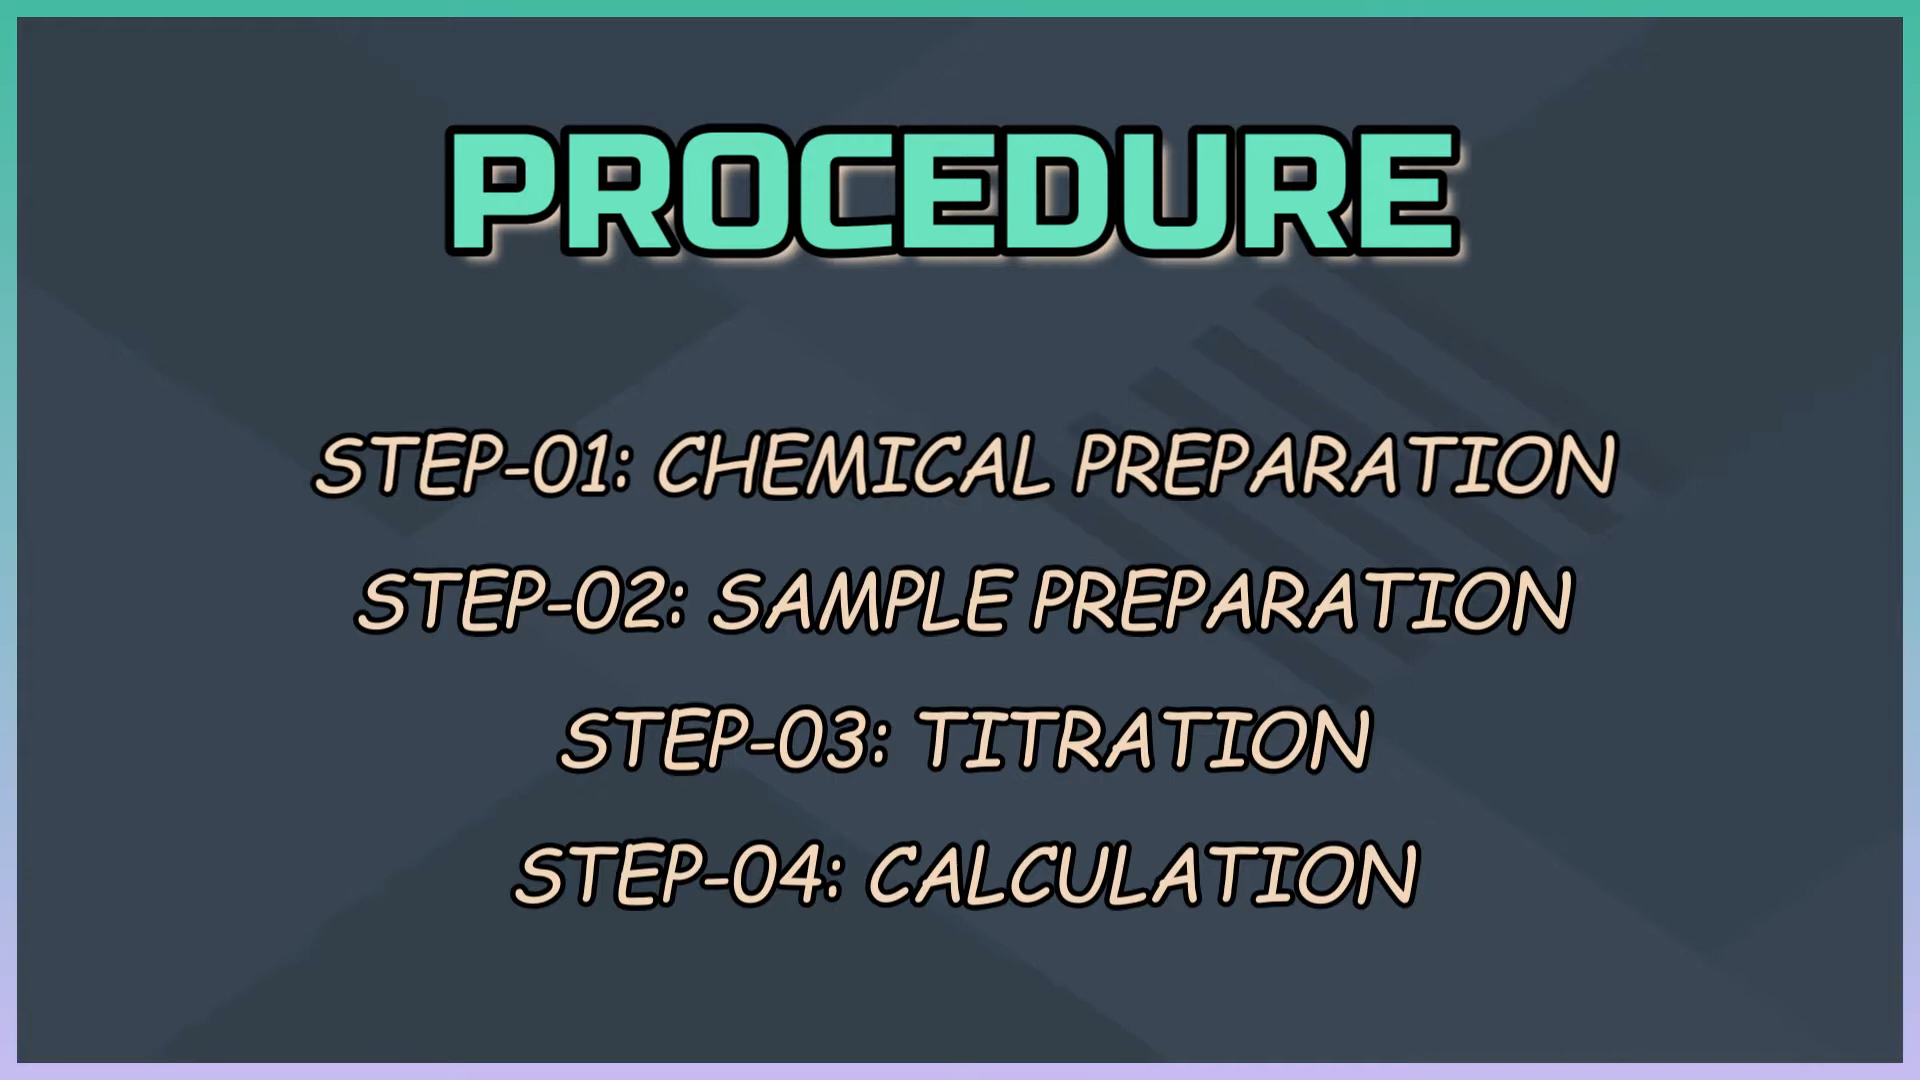 PROCEDURE
STEP-01: CHEMICAL PREPARATION
STEP-02: SAMPLE PREPARATION
STEP-03: TITRATION
STEP-04: CALCULATION